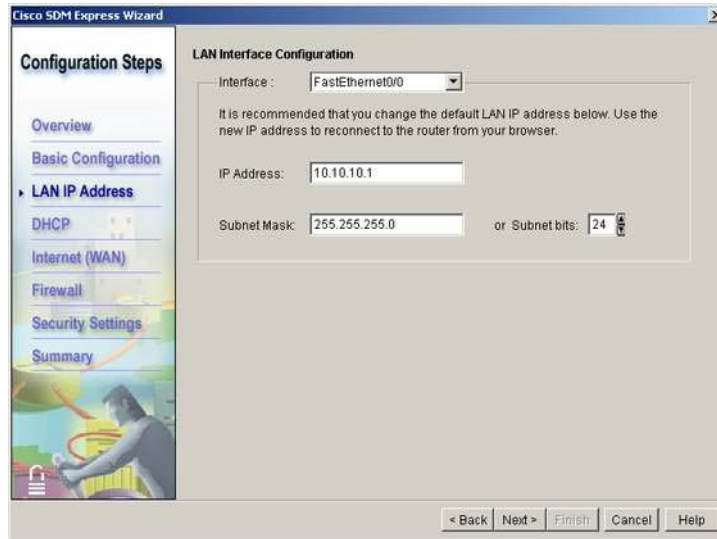 Cisco SDM Express Wizard
Configuration Steps
Overview
Basic Configuration
LAN IP Address
DHCP
Internet (WAN)
Firewall
Security Settings
Summary
LAN Interface Configuration
Interface : FastEthernet0/0
It is recommended that you change the default LAN IP address below. Use the
new IP address to reconnect to the router from your browser.
IP Address: 10.10.10.1
Subnet Mask: 255.255.255.0 or Subnet bits: 24
< Back Next > Finish Cancel Help